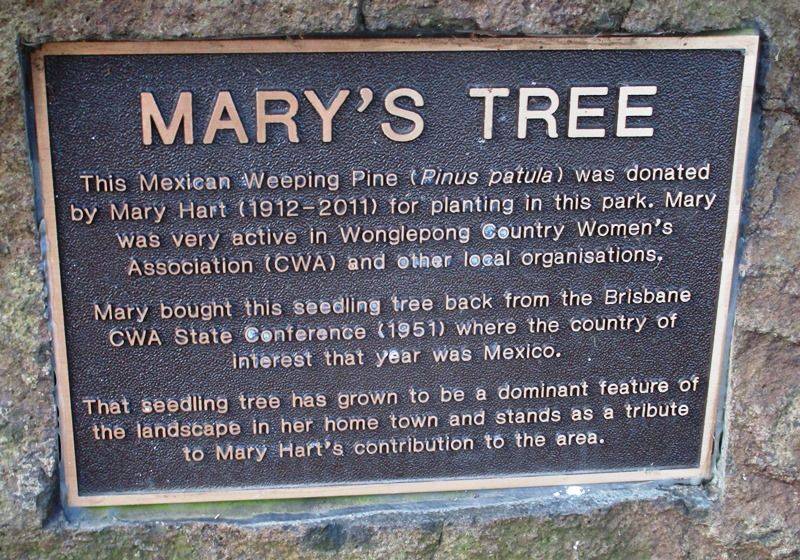 MARY'S TREE
This Mexican Weeping Pine (Pinus patula) was donated
by Mary Hart (1912-2011) for planting in this park. Mary
was very active in Wonglepong Country Women's
Association (CWA) and other local organisations.
Mary bought this seedling tree back from the Brisbane
CWA State Conference (1951) where the country of
interest that year was Mexico.
That seedling tree has grown to be a dominant feature of
the landscape in her home town and stands as a tribute
to Mary Hart's contribution to the area.